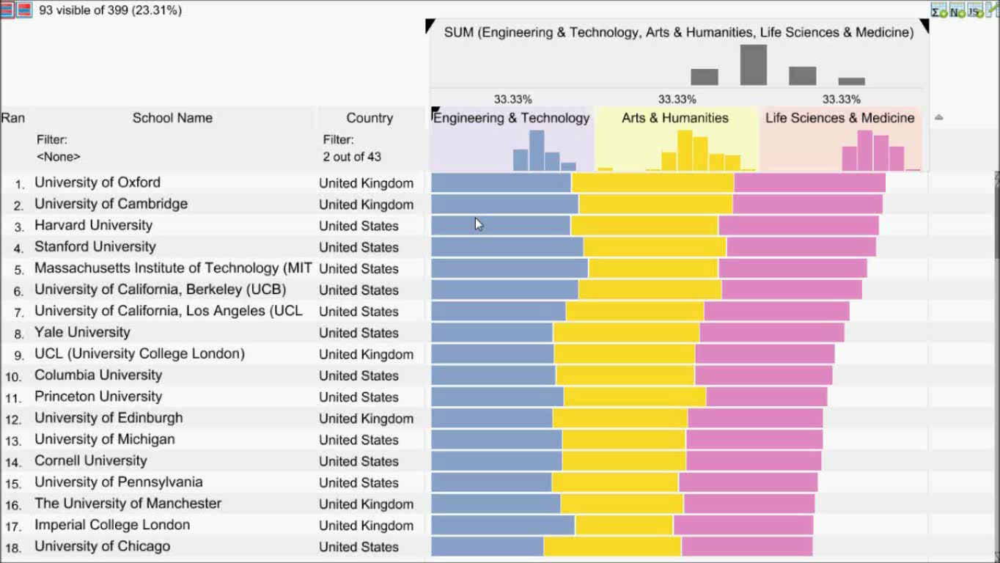 93 visible of 399 (23.31%)
Σ N JS
SUM (Engineering & Technology, Arts & Humanities, Life Sciences & Medicine)
33.33% 33.33% 33.33%
Ran School Name Country Engineering & Technology Arts & Humanities Life Sciences & Medicine
Filter: Filter:
<None> 2 out of 43
1. University of Oxford United Kingdom
2. University of Cambridge United Kingdom
3. Harvard University United States
4. Stanford University United States
5. Massachusetts Institute of Technology (MIT United States
6. University of California, Berkeley (UCB) United States
7. University of California, Los Angeles (UCL United States
8. Yale University United States
9. UCL (University College London) United Kingdom
10. Columbia University United States
11. Princeton University United States
12. University of Edinburgh United Kingdom
13. University of Michigan United States
14. Cornell University United States
15. University of Pennsylvania United States
16. The University of Manchester United Kingdom
17. Imperial College London United Kingdom
18. University of Chicago United States